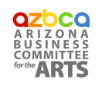 azbca
ARIZONA
BUSINESS
COMMITTEE
for the ARTS